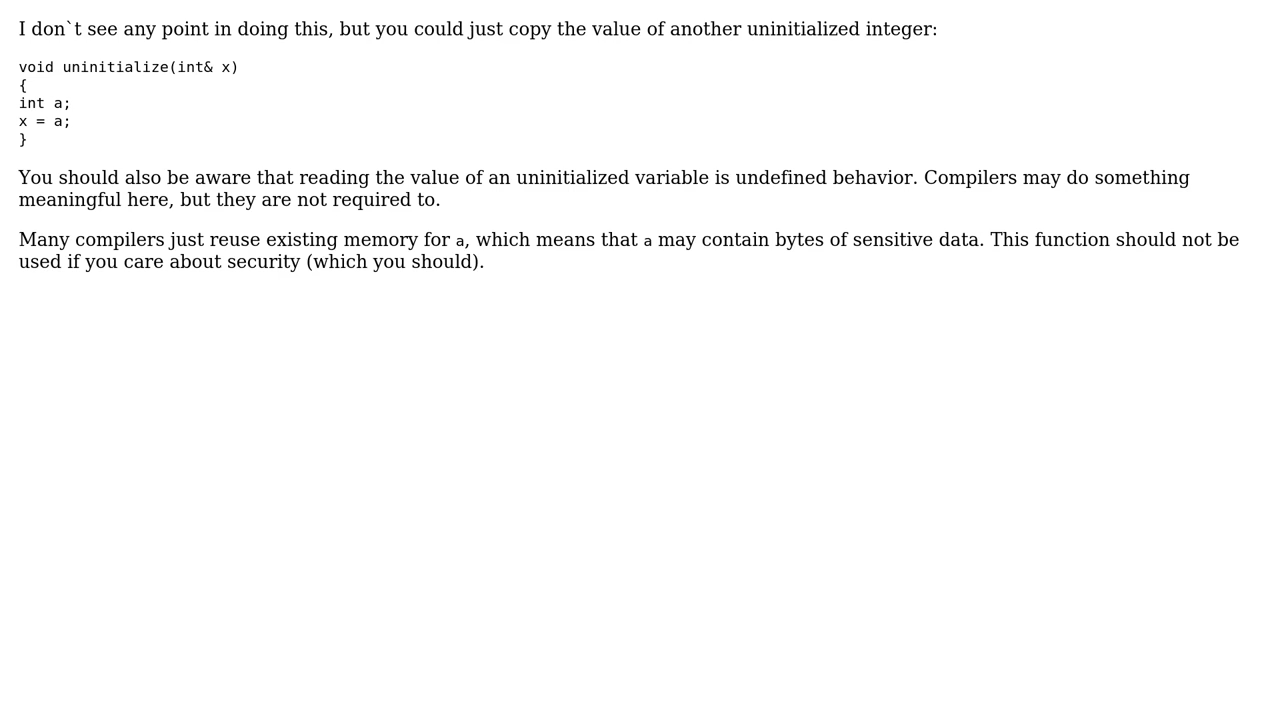 I don`t see any point in doing this, but you could just copy the value of another uninitialized integer:
void uninitialize(int& x)
{
int a;
x = a;
}
You should also be aware that reading the value of an uninitialized variable is undefined behavior. Compilers may do something
meaningful here, but they are not required to.
Many compilers just reuse existing memory for a, which means that a may contain bytes of sensitive data. This function should not be
used if you care about security (which you should).